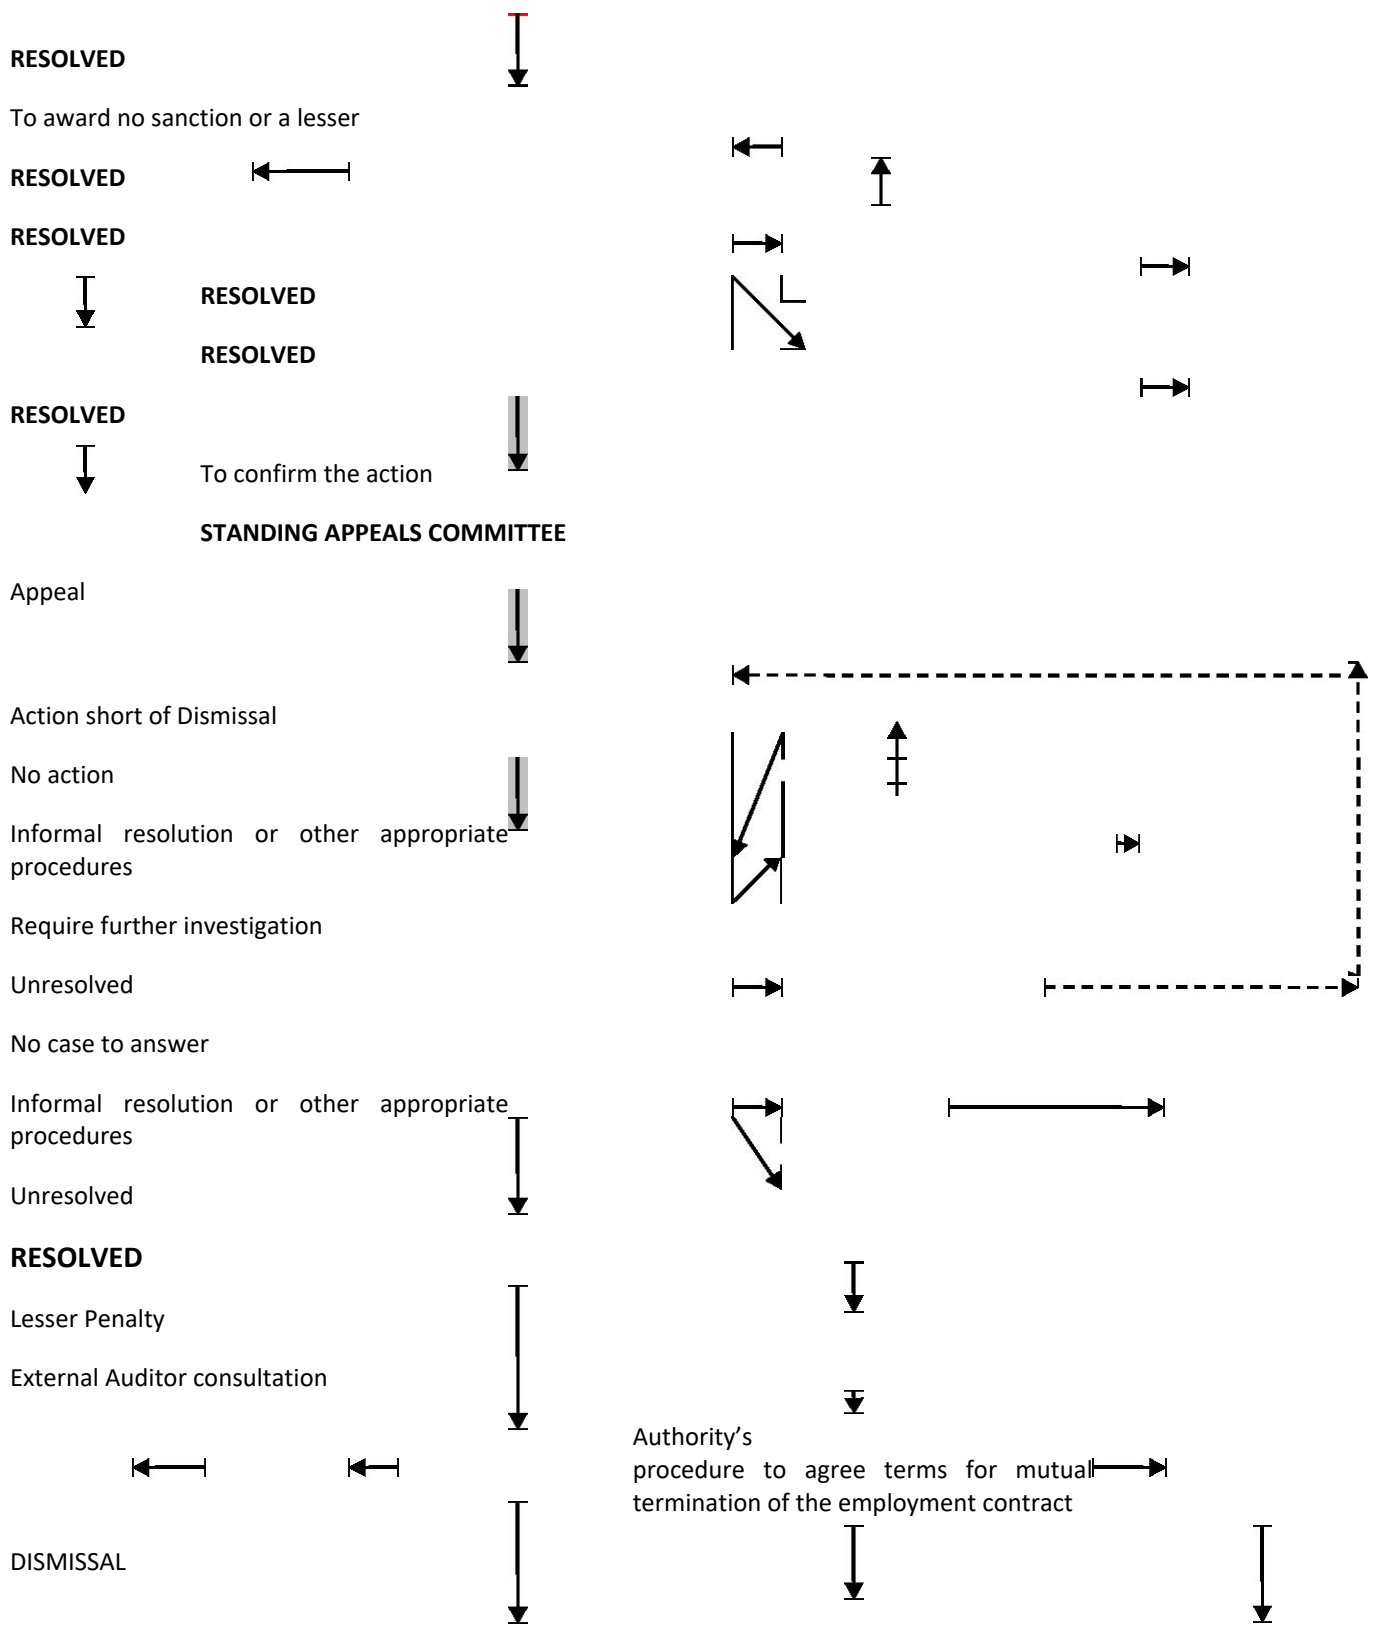 RESOLVED
To award no sanction or a lesser
RESOLVED
RESOLVED
RESOLVED
RESOLVED
RESOLVED
To confirm the action
STANDING APPEALS COMMITTEE
Appeal
Action short of Dismissal
No action
Informal resolution or other appropriate
procedures
Require further investigation
Unresolved
No case to answer
Informal resolution or other appropriate
procedures
Unresolved
RESOLVED
Lesser Penalty
External Auditor consultation
Authority’s
procedure to agree terms for mutual
termination of the employment contract
DISMISSAL